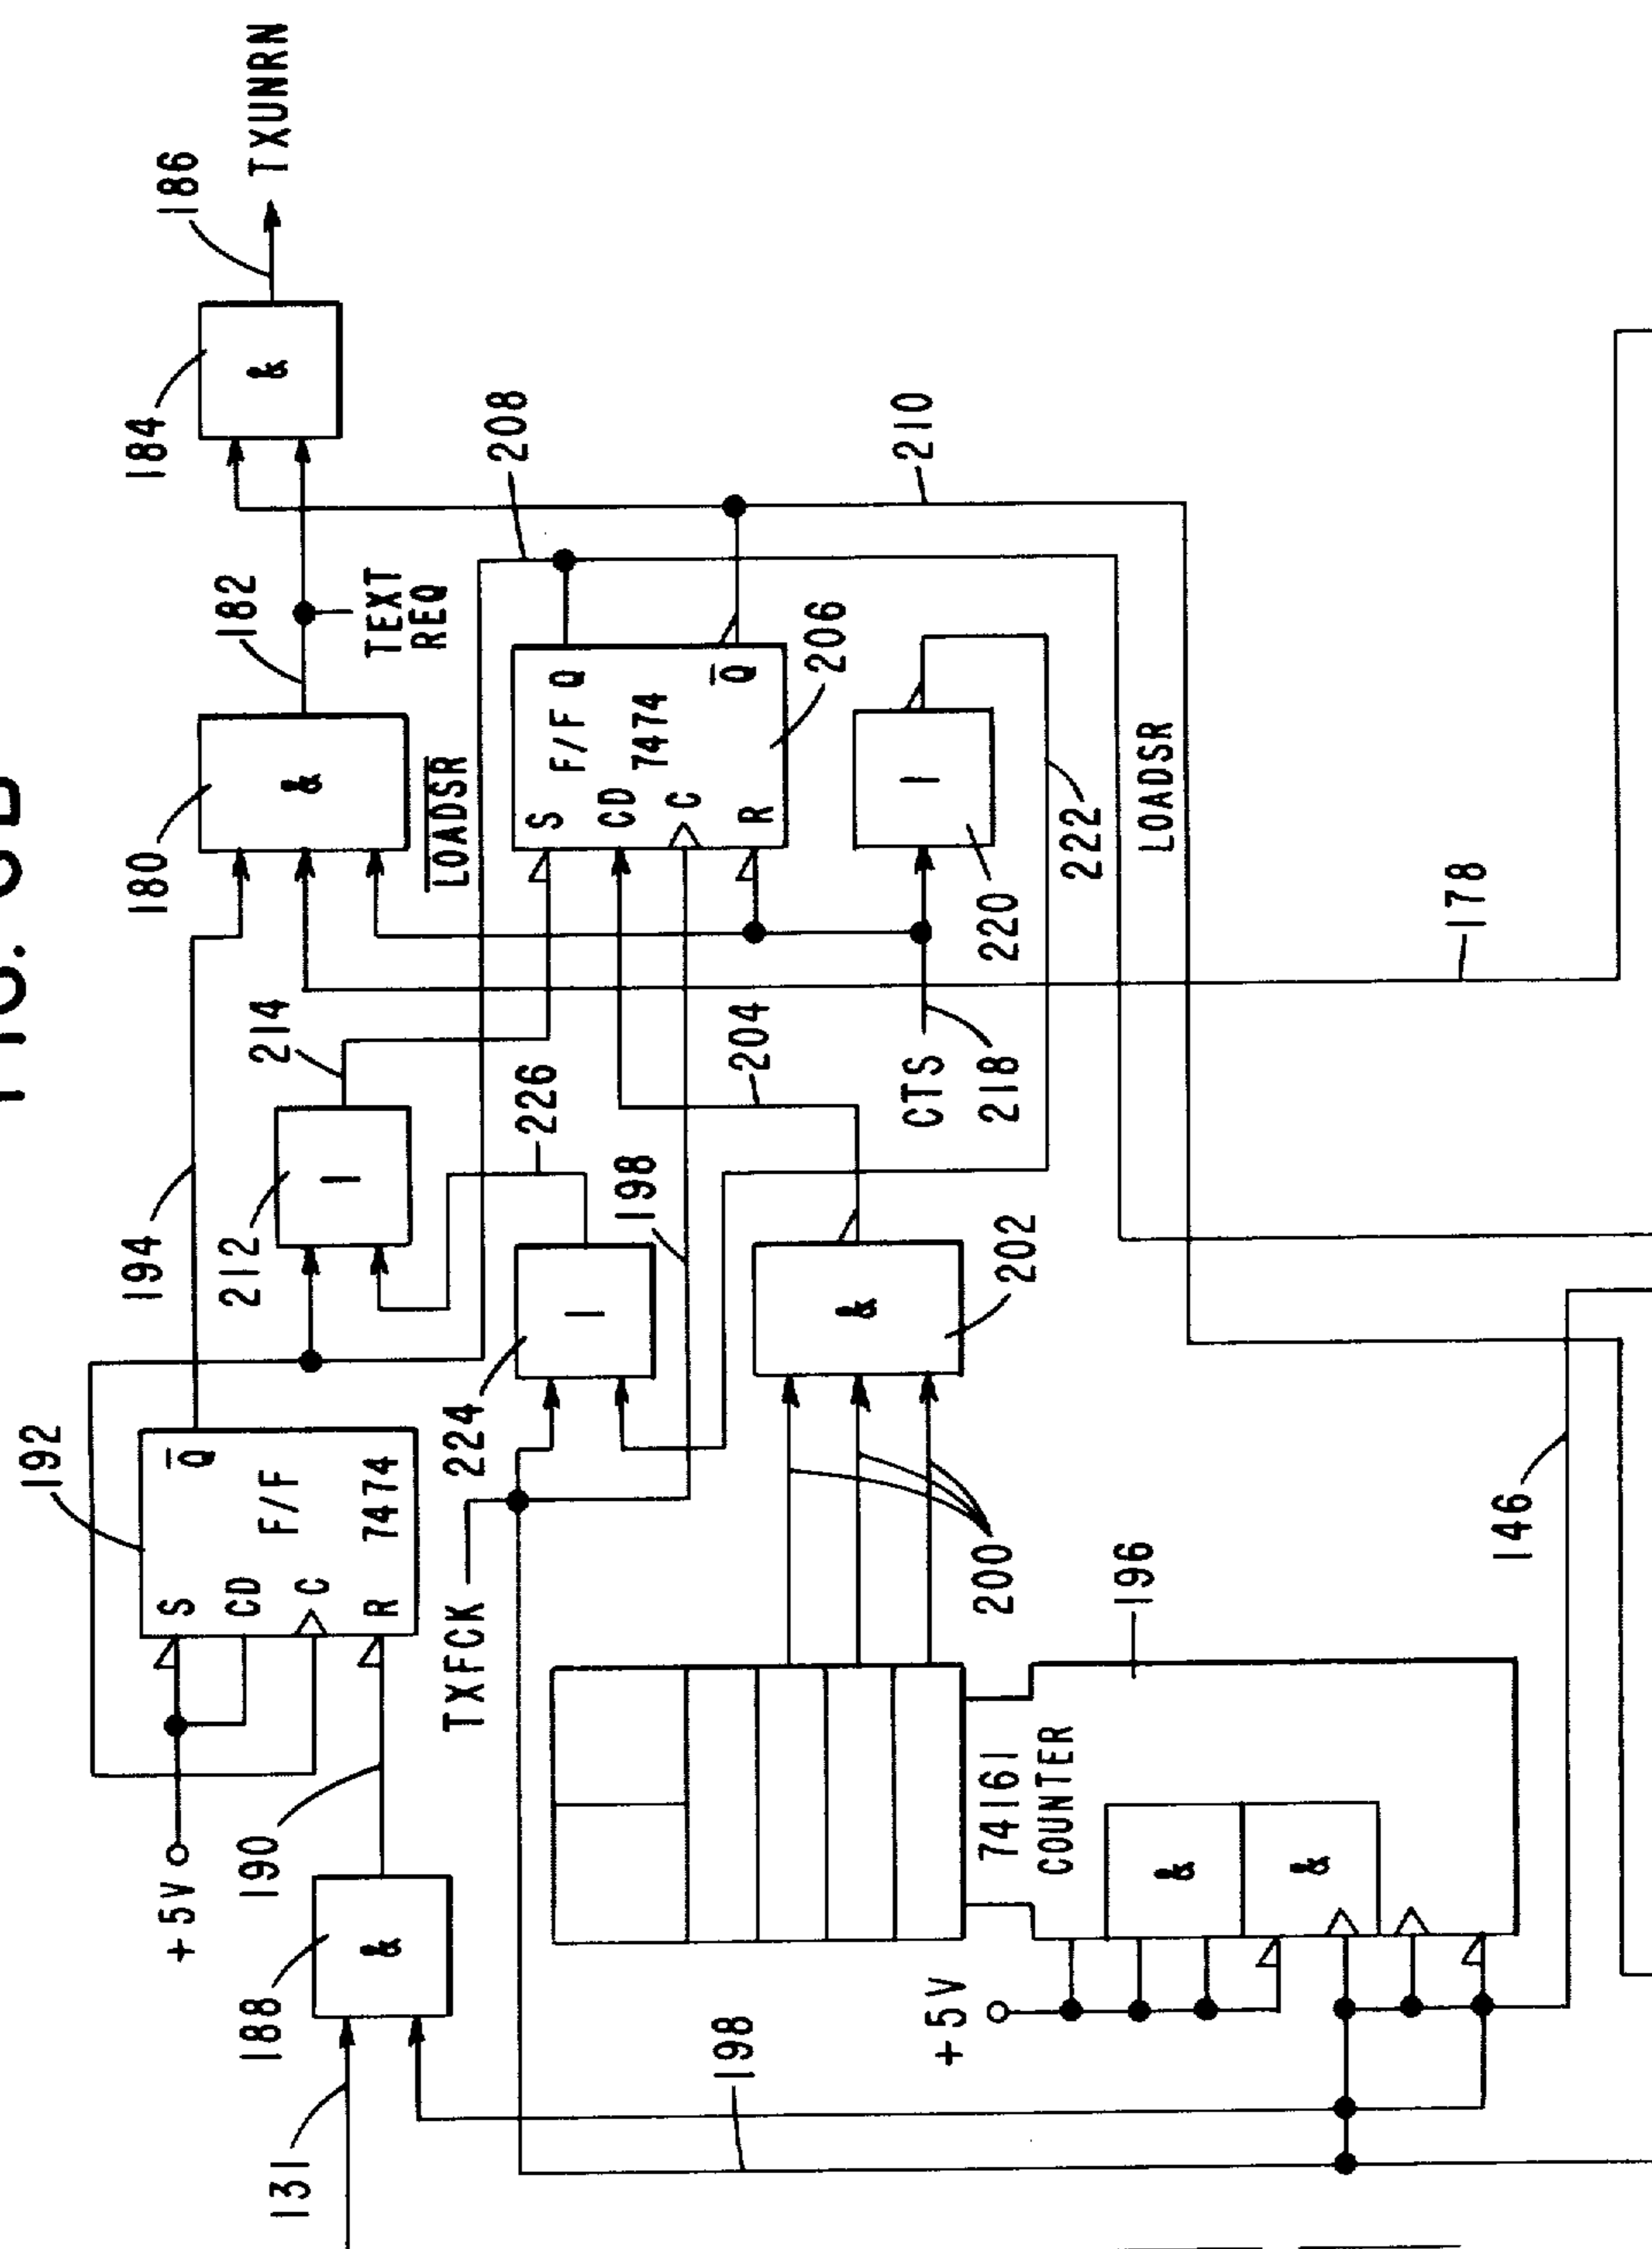 186
TXUNRN
184
&
208
210
182
TEXT
REQ
180
&
LOADSR
S
F/F Q
CD
7474
C
R
Q
206
1
220
222
LOADSR
178
194
214
212
1
226
204
CTS
218
198
224
1
&
202
192
Q
S
F/F
CD
C
R
7474
TXFCK
200
196
146
+5V
190
188
&
74161
COUNTER
&
&
+5V
131
198